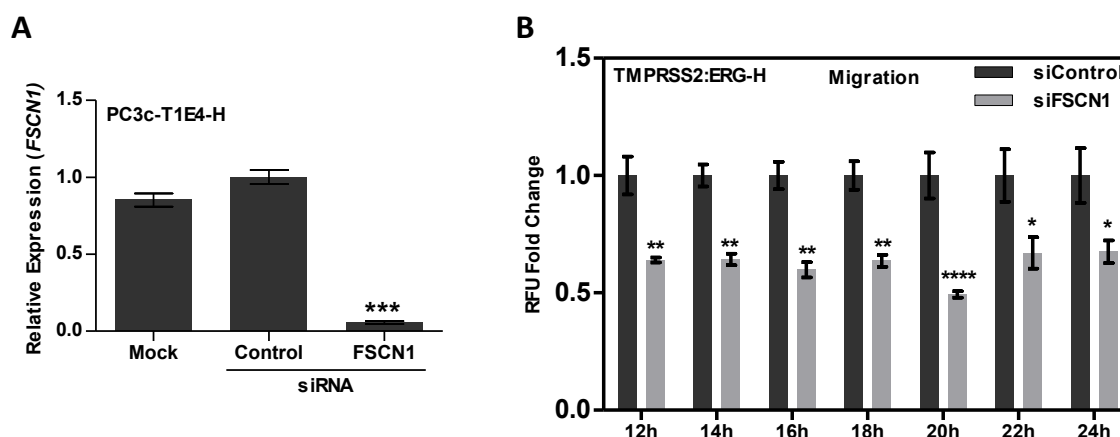 A
Relative Expression (FSCN1)
PC3c-T1E4-H
1.5
1.0
0.5
0.0
***
Mock
Control
FSCN1
siRNA
B
RFU Fold Change
TMPRSS2:ERG-H
Migration
siControl
siFSCN1
1.5
1.0
0.5
0.0
**
**
**
**
****
*
*
12h
14h
16h
18h
20h
22h
24h